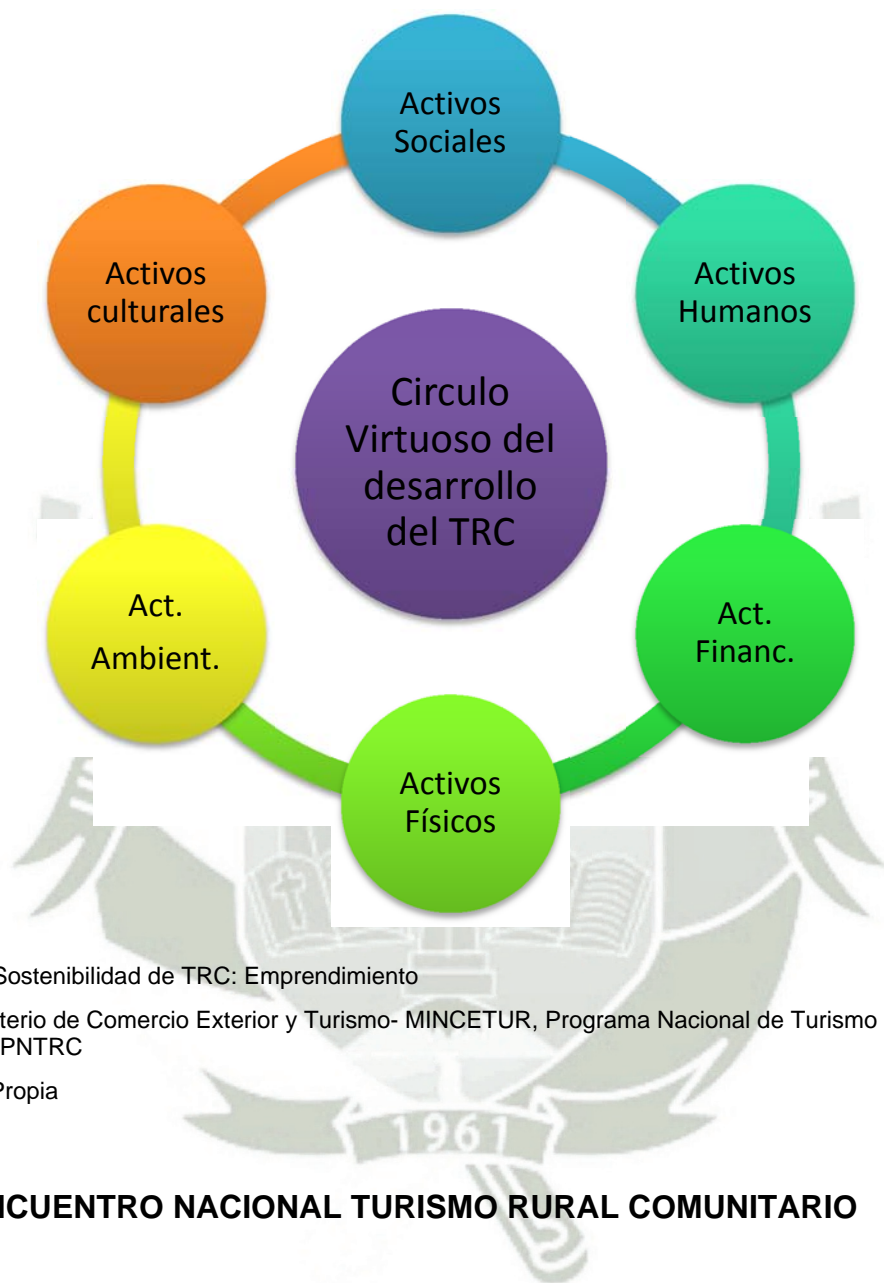 Activos
Sociales
Activos
Humanos
Act.
Financ.
Activos
Físicos
Act.
Ambient.
Activos
culturales
Circulo
Virtuoso del
desarrollo
del TRC
Sostenibilidad de TRC: Emprendimiento
terio de Comercio Exterior y Turismo- MINCETUR, Programa Nacional de Turismo
PNTRC
Propia
1961
CUENTRO NACIONAL TURISMO RURAL COMUNITARIO